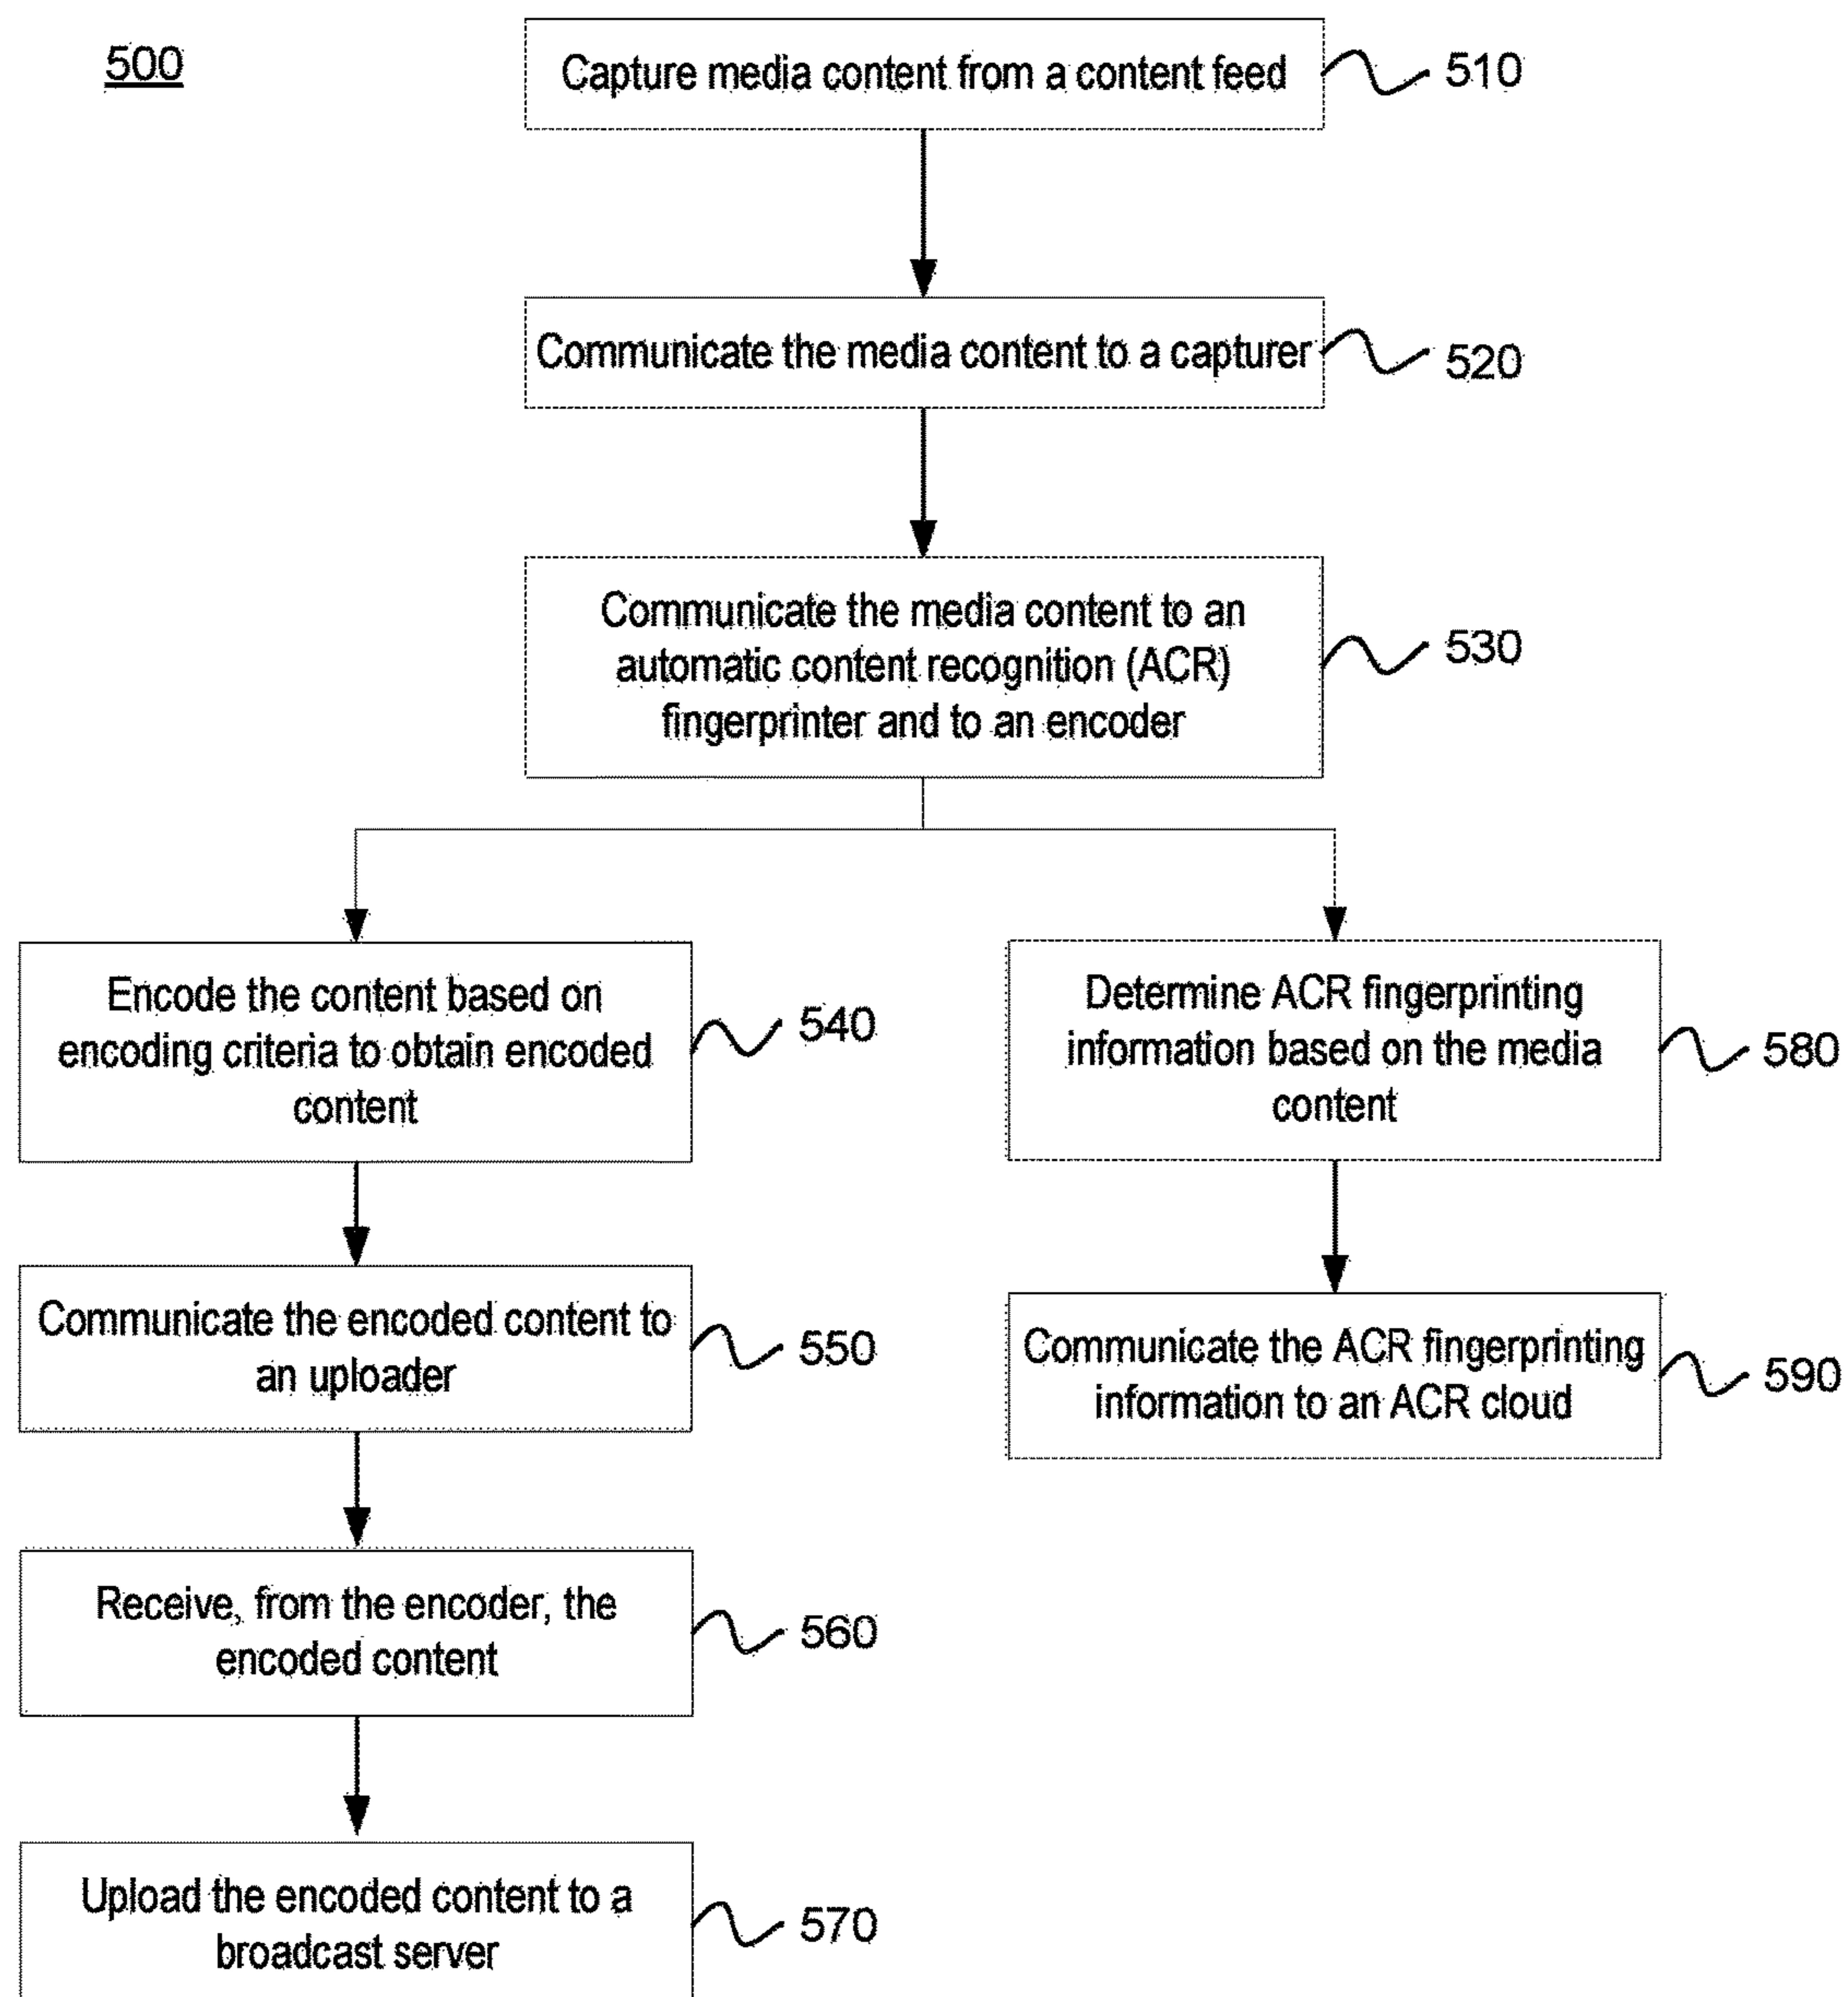 500
Capture media content from a content feed
510
Communicate the media content to a capturer
520
Communicate the media content to an
automatic content recognition (ACR)
fingerprinter and to an encoder
530
Encode the content based on
encoding criteria to obtain encoded
content
540
Communicate the encoded content to
an uploader
550
Receive, from the encoder, the
encoded content
560
Upload the encoded content to a
broadcast server
570
Determine ACR fingerprinting
information based on the media
content
580
Communicate the ACR fingerprinting
information to an ACR cloud
590